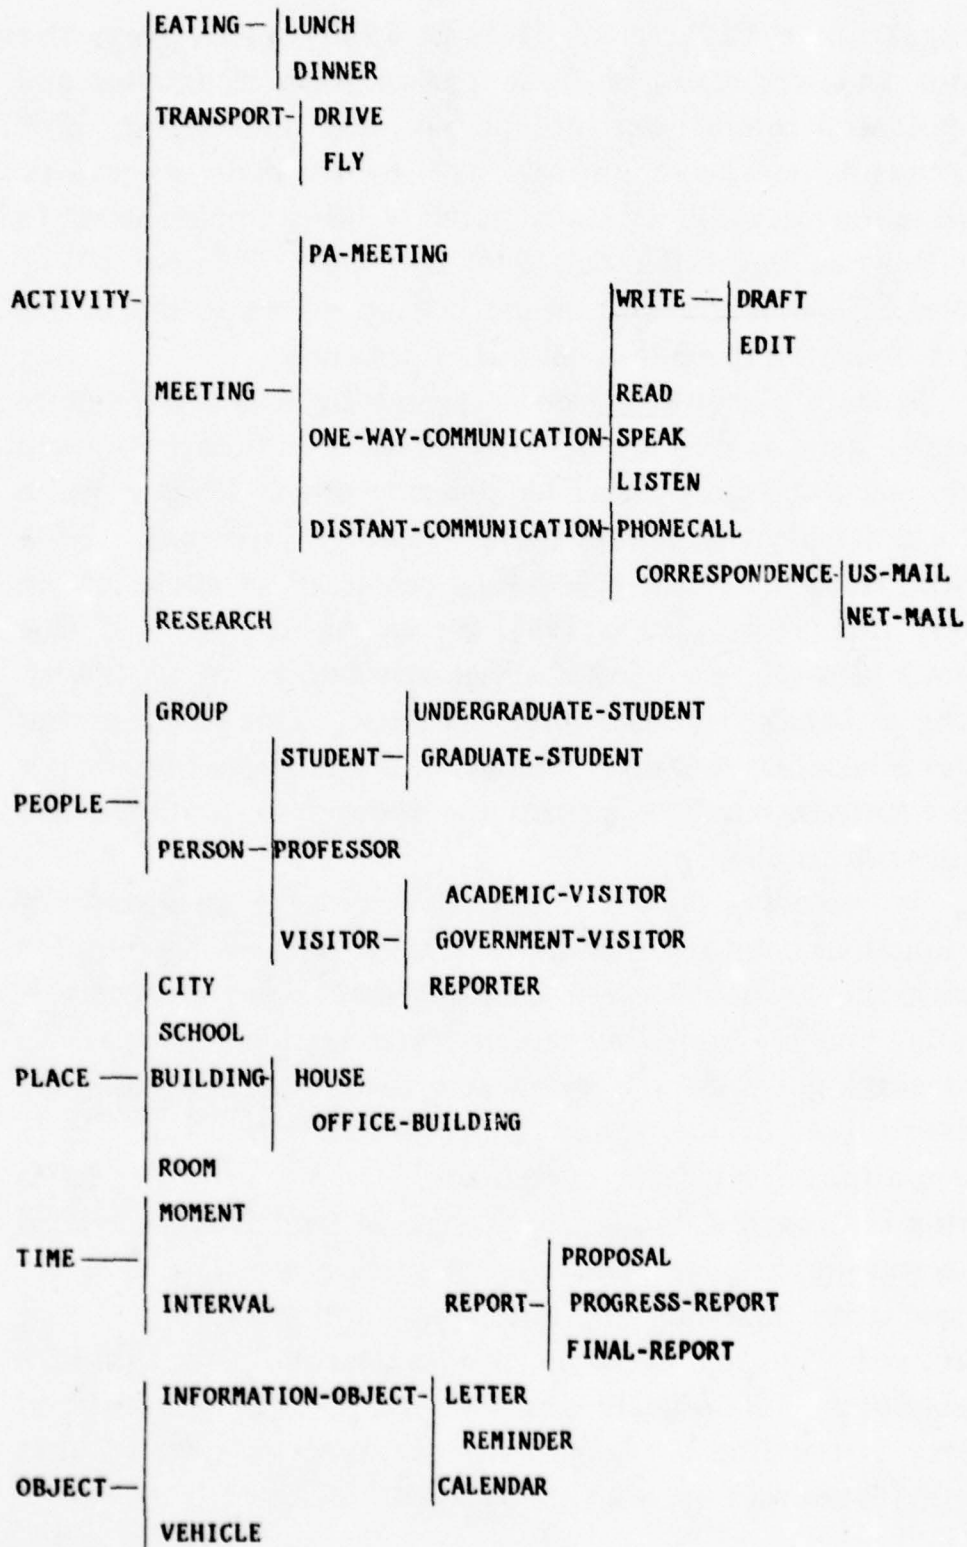 EATING LUNCH
DINNER
TRANSPORT DRIVE
FLY
PA-MEETING
ACTIVITY WRITE DRAFT
EDIT
MEETING READ
ONE-WAY-COMMUNICATION SPEAK
LISTEN
DISTANT-COMMUNICATION PHONECALL
CORRESPONDENCE US-MAIL
RESEARCH NET-MAIL
GROUP UNDERGRADUATE-STUDENT
STUDENT GRADUATE-STUDENT
PEOPLE
PERSON PROFESSOR
ACADEMIC-VISITOR
VISITOR GOVERNMENT-VISITOR
CITY REPORTER
SCHOOL
PLACE BUILDING HOUSE
OFFICE-BUILDING
ROOM
MOMENT
TIME PROPOSAL
INTERVAL REPORT PROGRESS-REPORT
FINAL-REPORT
INFORMATION-OBJECT LETTER
REMINDER
OBJECT CALENDAR
VEHICLE